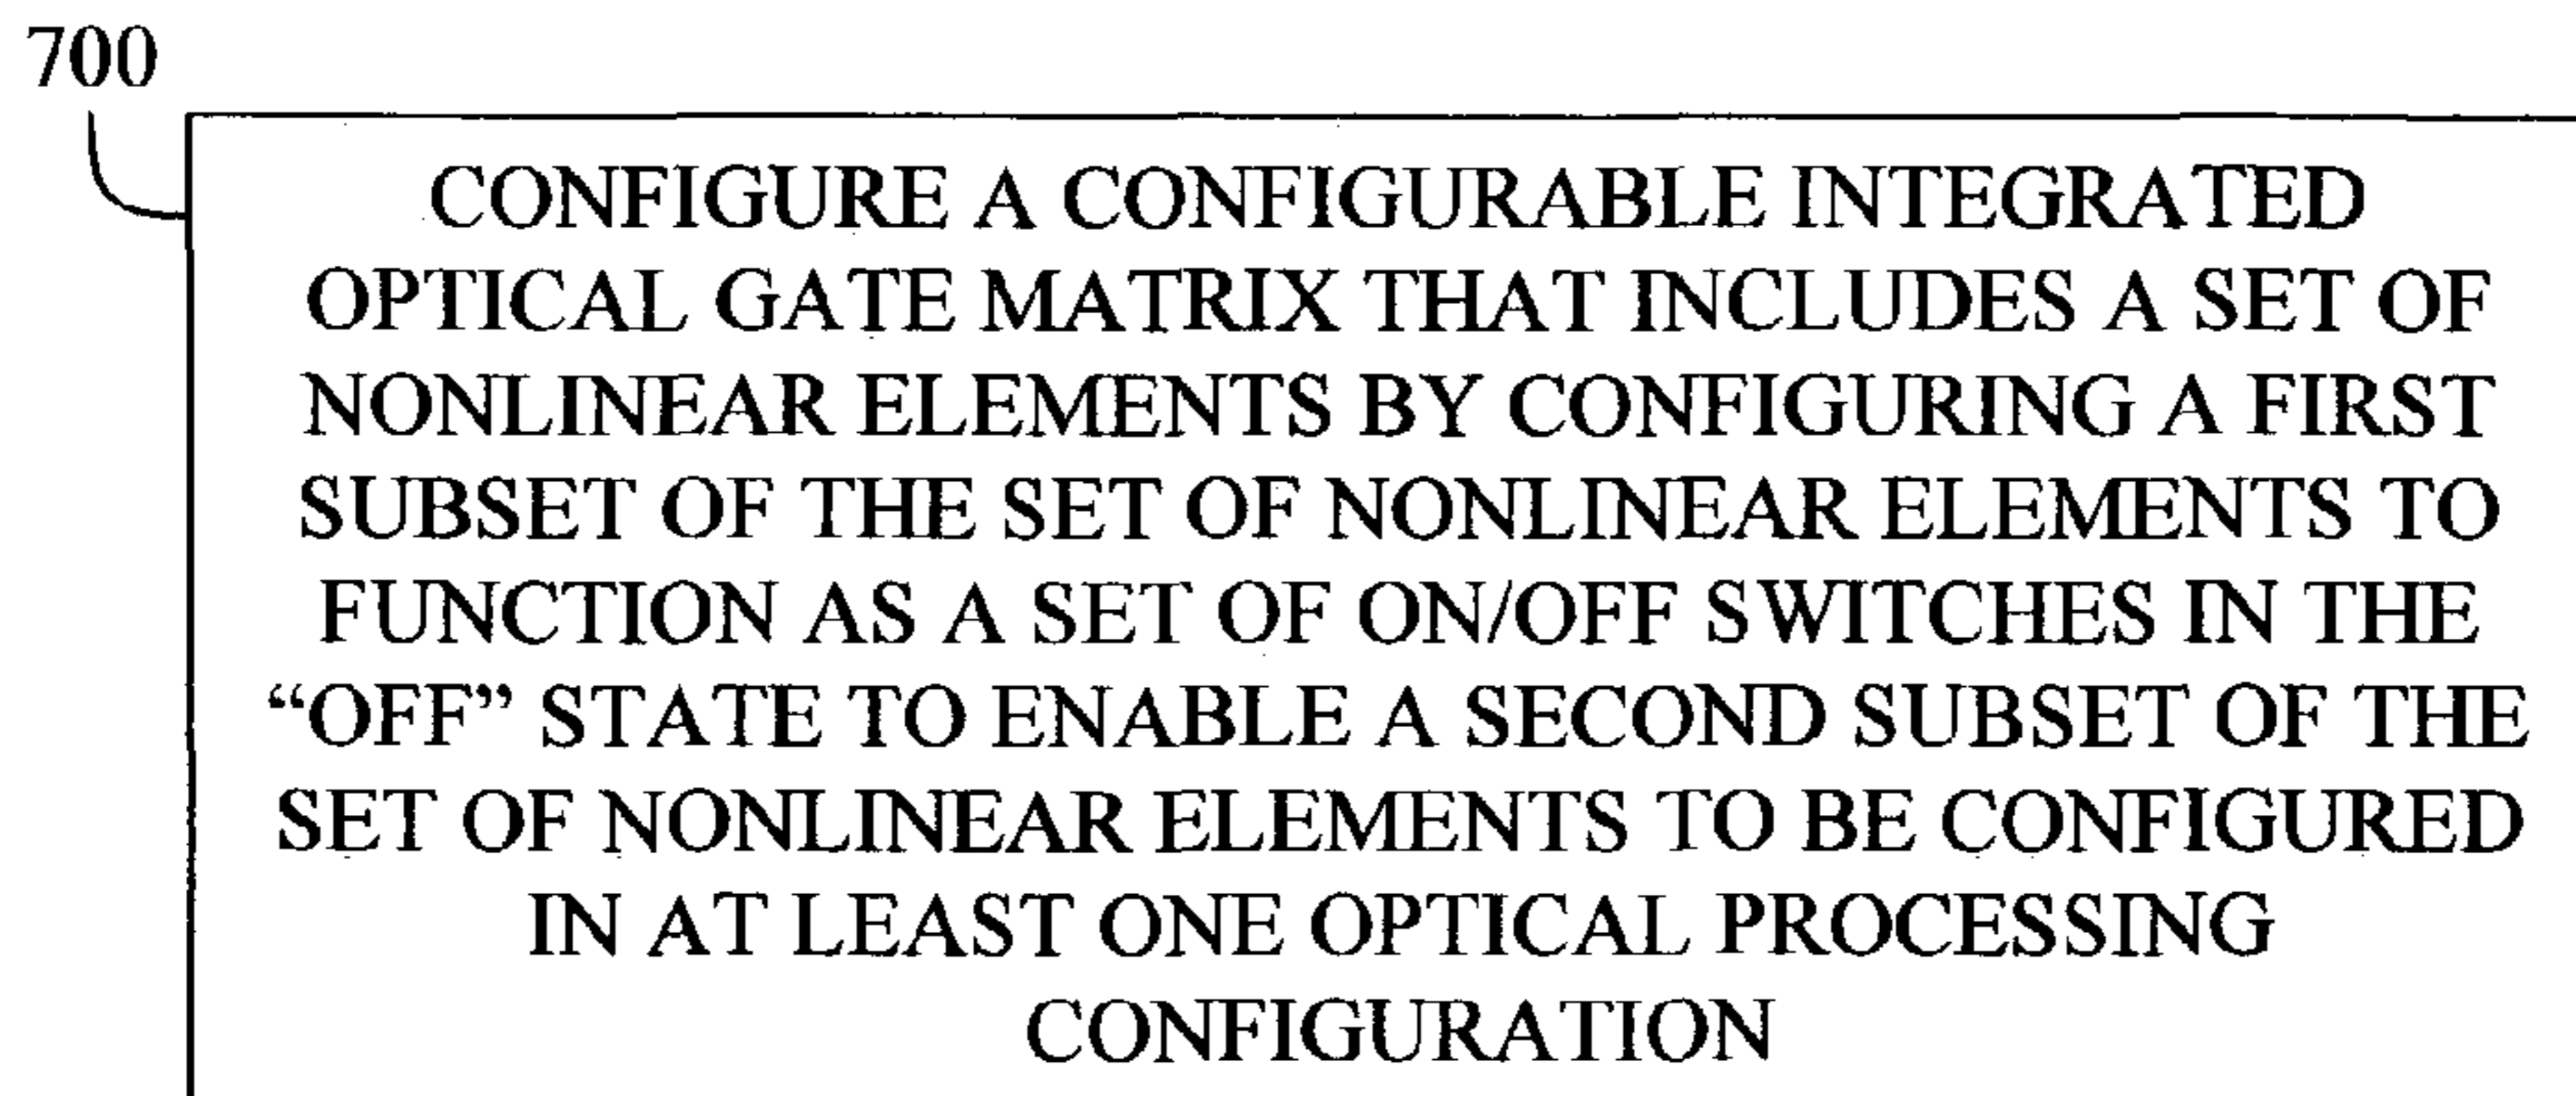 700
CONFIGURE A CONFIGURABLE INTEGRATED
OPTICAL GATE MATRIX THAT INCLUDES A SET OF
NONLINEAR ELEMENTS BY CONFIGURING A FIRST
SUBSET OF THE SET OF NONLINEAR ELEMENTS TO
FUNCTION AS A SET OF ON/OFF SWITCHES IN THE
“OFF” STATE TO ENABLE A SECOND SUBSET OF THE
SET OF NONLINEAR ELEMENTS TO BE CONFIGURED
IN AT LEAST ONE OPTICAL PROCESSING
CONFIGURATION